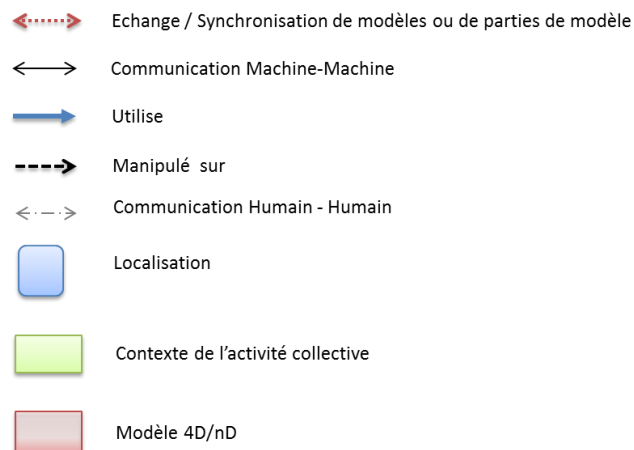 Echange / Synchronisation de modèles ou de parties de modèle
Communication Machine-Machine
Utilise
Manipulé sur
Communication Humain - Humain
Localisation
Contexte de l’activité collective
Modèle 4D/nD